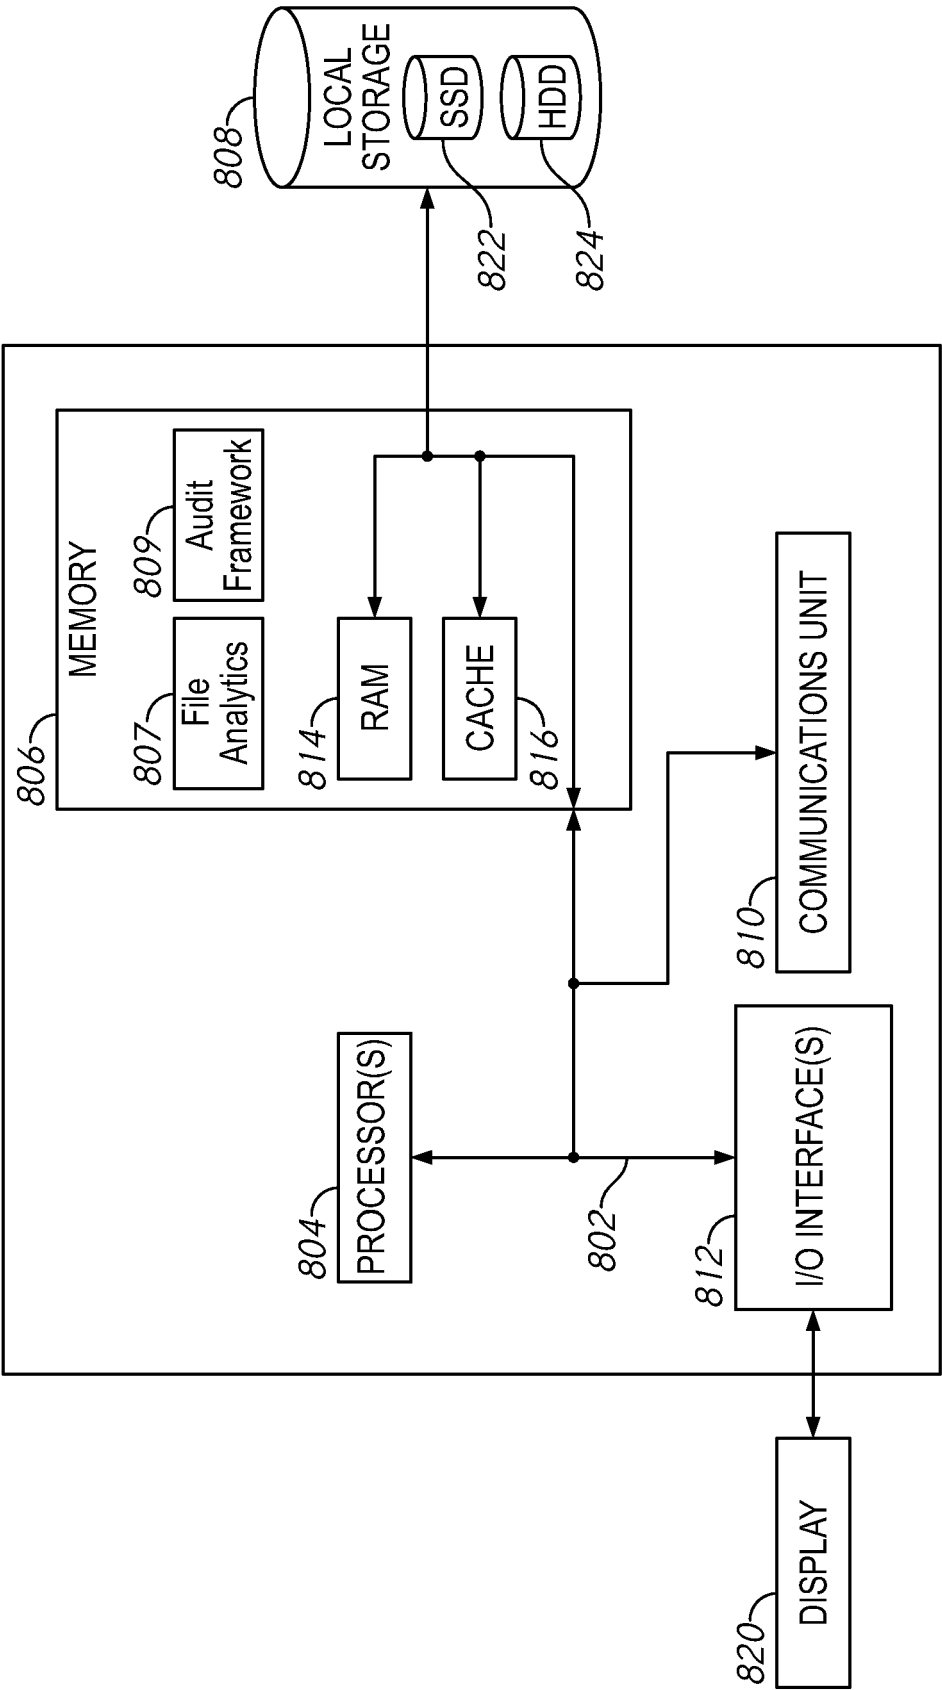 806
MEMORY
807
File
Analytics
809
Audit
Framework
808
LOCAL
STORAGE
SSD
HDD
822
824
804
PROCESSOR(S)
814
RAM
CACHE
816
802
812
I/O INTERFACE(S)
810
COMMUNICATIONS UNIT
820
DISPLAY